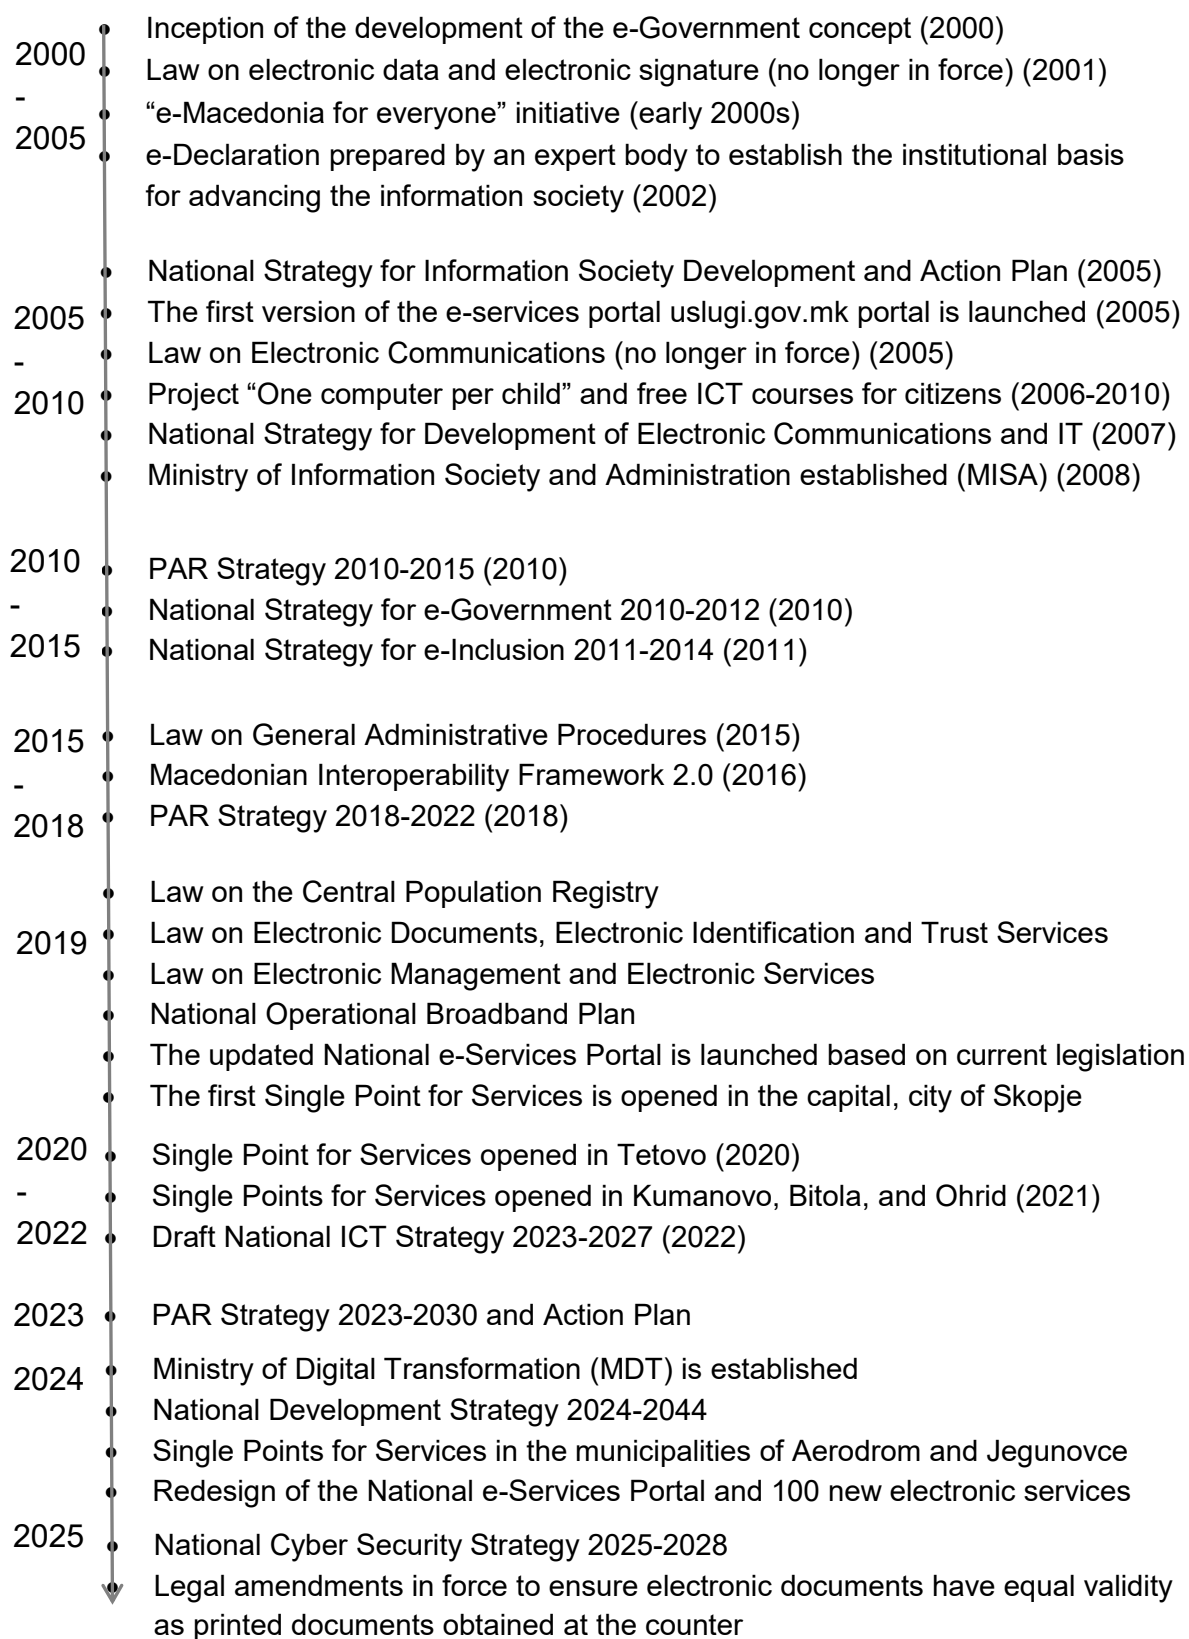 2000
-
2005
Inception of the development of the e-Government concept (2000)
Law on electronic data and electronic signature (no longer in force) (2001)
“e-Macedonia for everyone” initiative (early 2000s)
e-Declaration prepared by an expert body to establish the institutional basis
for advancing the information society (2002)
2005
-
2010
National Strategy for Information Society Development and Action Plan (2005)
The first version of the e-services portal uslugi.gov.mk portal is launched (2005)
Law on Electronic Communications (no longer in force) (2005)
Project “One computer per child” and free ICT courses for citizens (2006-2010)
National Strategy for Development of Electronic Communications and IT (2007)
Ministry of Information Society and Administration established (MISA) (2008)
2010
-
2015
PAR Strategy 2010-2015 (2010)
National Strategy for e-Government 2010-2012 (2010)
National Strategy for e-Inclusion 2011-2014 (2011)
2015
-
2018
Law on General Administrative Procedures (2015)
Macedonian Interoperability Framework 2.0 (2016)
PAR Strategy 2018-2022 (2018)
2019
Law on the Central Population Registry
Law on Electronic Documents, Electronic Identification and Trust Services
Law on Electronic Management and Electronic Services
National Operational Broadband Plan
The updated National e-Services Portal is launched based on current legislation
The first Single Point for Services is opened in the capital, city of Skopje
2020
-
2022
Single Point for Services opened in Tetovo (2020)
Single Points for Services opened in Kumanovo, Bitola, and Ohrid (2021)
Draft National ICT Strategy 2023-2027 (2022)
2023
PAR Strategy 2023-2030 and Action Plan
2024
Ministry of Digital Transformation (MDT) is established
National Development Strategy 2024-2044
Single Points for Services in the municipalities of Aerodrom and Jegunovce
Redesign of the National e-Services Portal and 100 new electronic services
2025
National Cyber Security Strategy 2025-2028
Legal amendments in force to ensure electronic documents have equal validity
as printed documents obtained at the counter